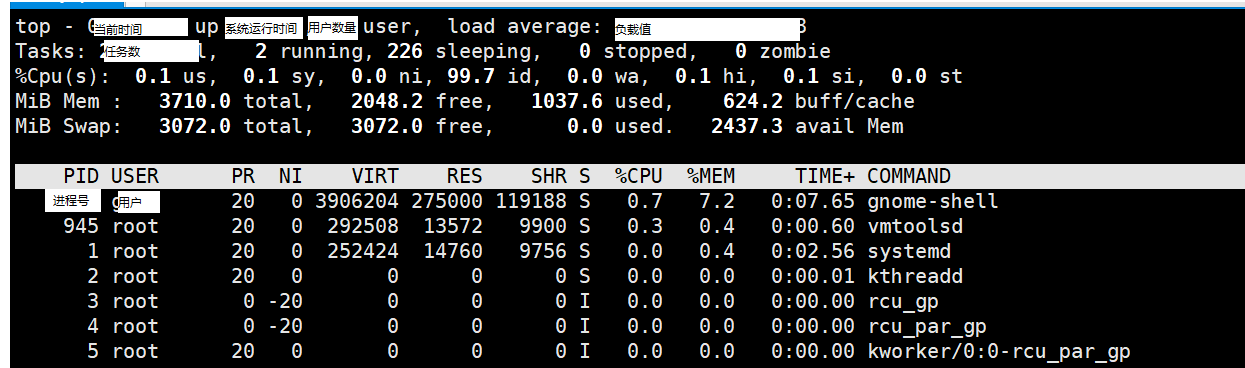 top - 当前时间 up 系统运行时间 用户数量 user, load average: 负载值
Tasks: 任务数 2 running, 226 sleeping, 0 stopped, 0 zombie
%Cpu(s): 0.1 us, 0.1 sy, 0.0 ni, 99.7 id, 0.0 wa, 0.1 hi, 0.1 si, 0.0 st
MiB Mem : 3710.0 total, 2048.2 free, 1037.6 used, 624.2 buff/cache
MiB Swap: 3072.0 total, 3072.0 free, 0.0 used. 2437.3 avail Mem
PID USER PR NI VIRT RES SHR S %CPU %MEM TIME+ COMMAND
进程号 用户 20 0 3906204 275000 119188 S 0.7 7.2 0:07.65 gnome-shell
945 root 20 0 292508 13572 9900 S 0.3 0.4 0:00.60 vmtoolsd
1 root 20 0 252424 14760 9756 S 0.0 0.4 0:02.56 systemd
2 root 20 0 0 0 0 S 0.0 0.0 0:00.01 kthreadd
3 root 0 -20 0 0 0 I 0.0 0.0 0:00.00 rcu_gp
4 root 0 -20 0 0 0 I 0.0 0.0 0:00.00 rcu_par_gp
5 root 20 0 0 0 0 I 0.0 0.0 0:00.00 kworker/0:0-rcu_par_gp